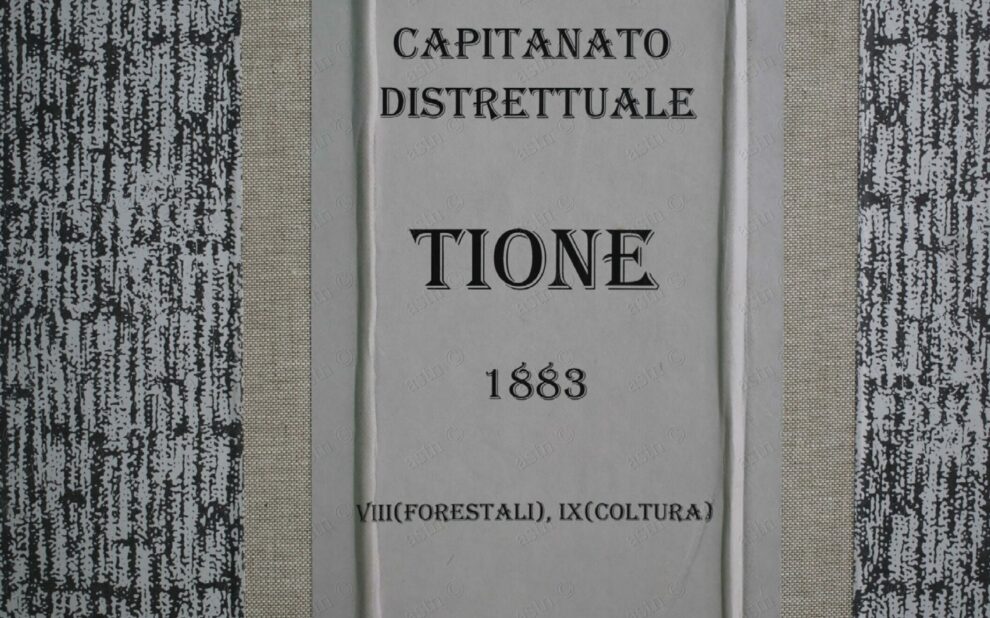 CAPITANATO
DISTRETTUALE
TIONE
1883
VIII(FORESTALI), IX(COLTURA)